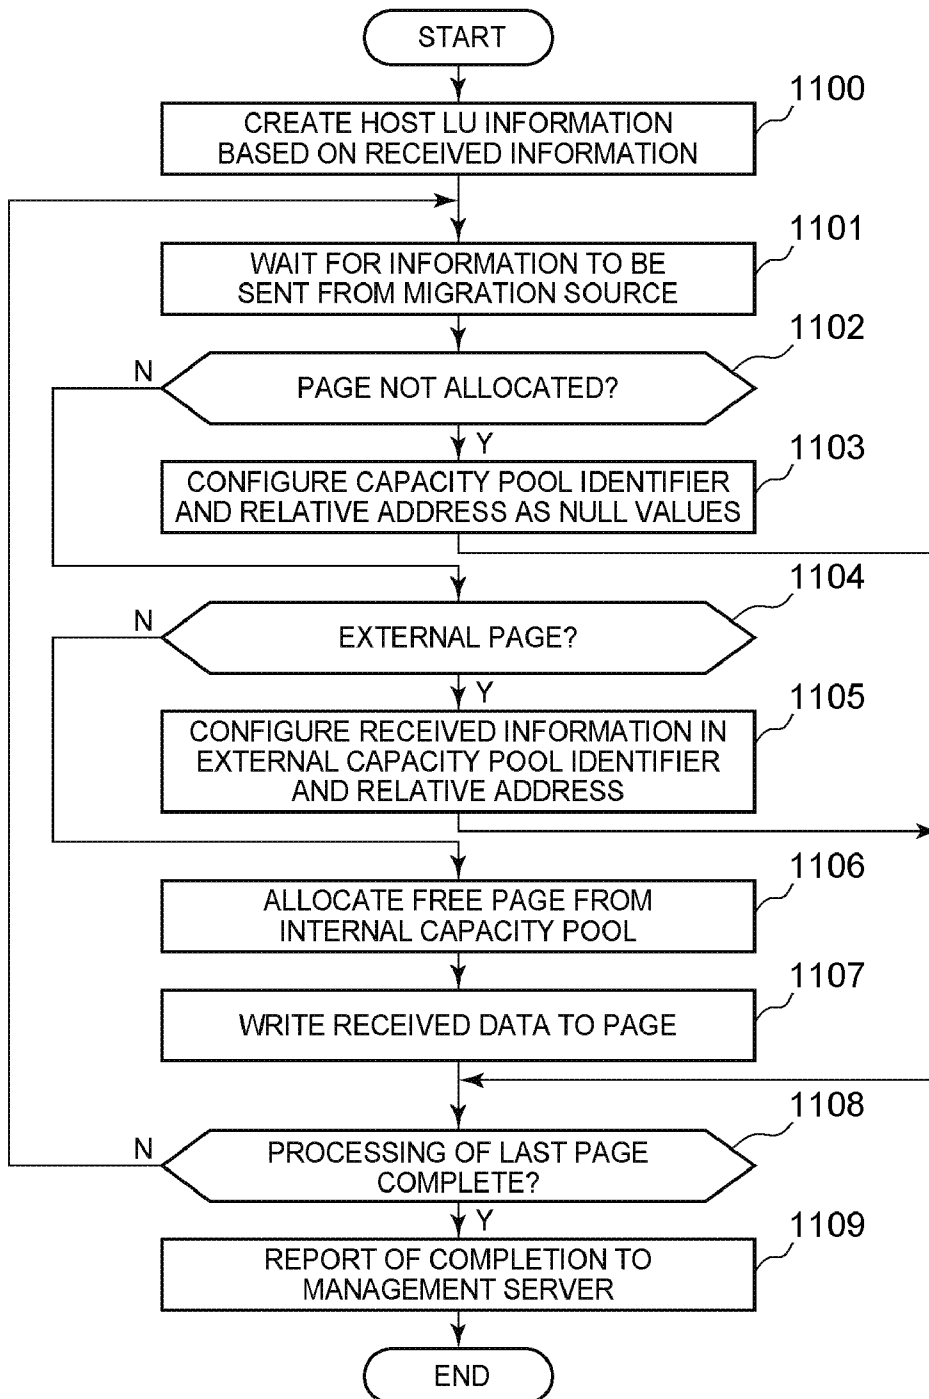 START
1100
CREATE HOST LU INFORMATION
BASED ON RECEIVED INFORMATION
1101
WAIT FOR INFORMATION TO BE
SENT FROM MIGRATION SOURCE
1102
N
PAGE NOT ALLOCATED?
Y
1103
CONFIGURE CAPACITY POOL IDENTIFIER
AND RELATIVE ADDRESS AS NULL VALUES
1104
N
EXTERNAL PAGE?
Y
1105
CONFIGURE RECEIVED INFORMATION IN
EXTERNAL CAPACITY POOL IDENTIFIER
AND RELATIVE ADDRESS
1106
ALLOCATE FREE PAGE FROM
INTERNAL CAPACITY POOL
1107
WRITE RECEIVED DATA TO PAGE
1108
N
PROCESSING OF LAST PAGE
COMPLETE?
Y
1109
REPORT OF COMPLETION TO
MANAGEMENT SERVER
END